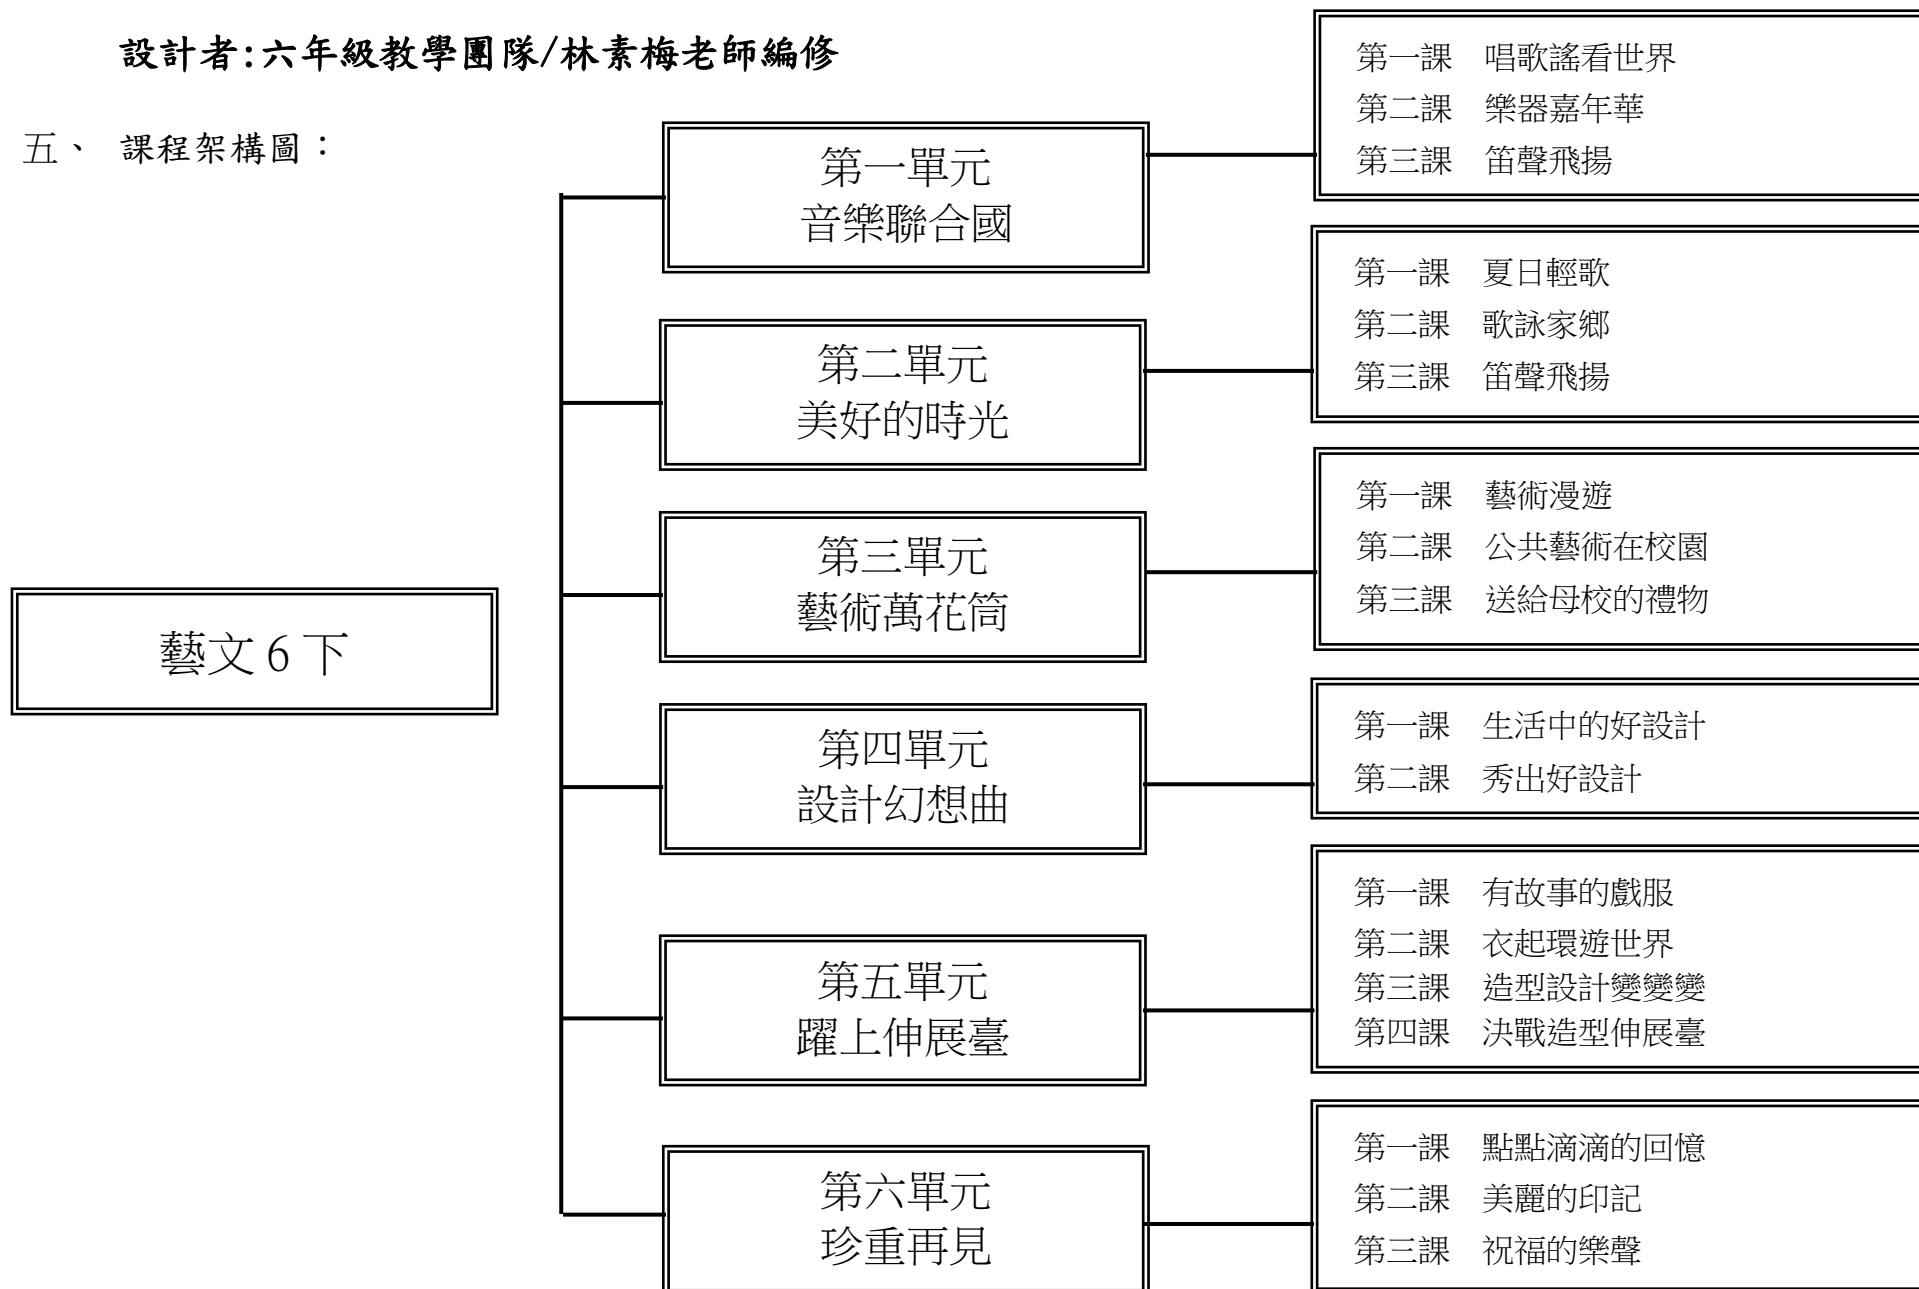 設計者:六年級教學團隊/林素梅老師編修
五、 課程架構圖：
藝文6下
第一單元
音樂聯合國
第一課 唱歌謠看世界
第二課 樂器嘉年華
第三課 笛聲飛揚
第二單元
美好的時光
第一課 夏日輕歌
第二課 歌詠家鄉
第三課 笛聲飛揚
第三單元
藝術萬花筒
第一課 藝術漫遊
第二課 公共藝術在校園
第三課 送給母校的禮物
第四單元
設計幻想曲
第一課 生活中的好設計
第二課 秀出好設計
第五單元
躍上伸展臺
第一課 有故事的戲服
第二課 衣起環遊世界
第三課 造型設計變變變
第四課 決戰造型伸展臺
第六單元
珍重再見
第一課 點點滴滴的回憶
第二課 美麗的印記
第三課 祝福的樂聲